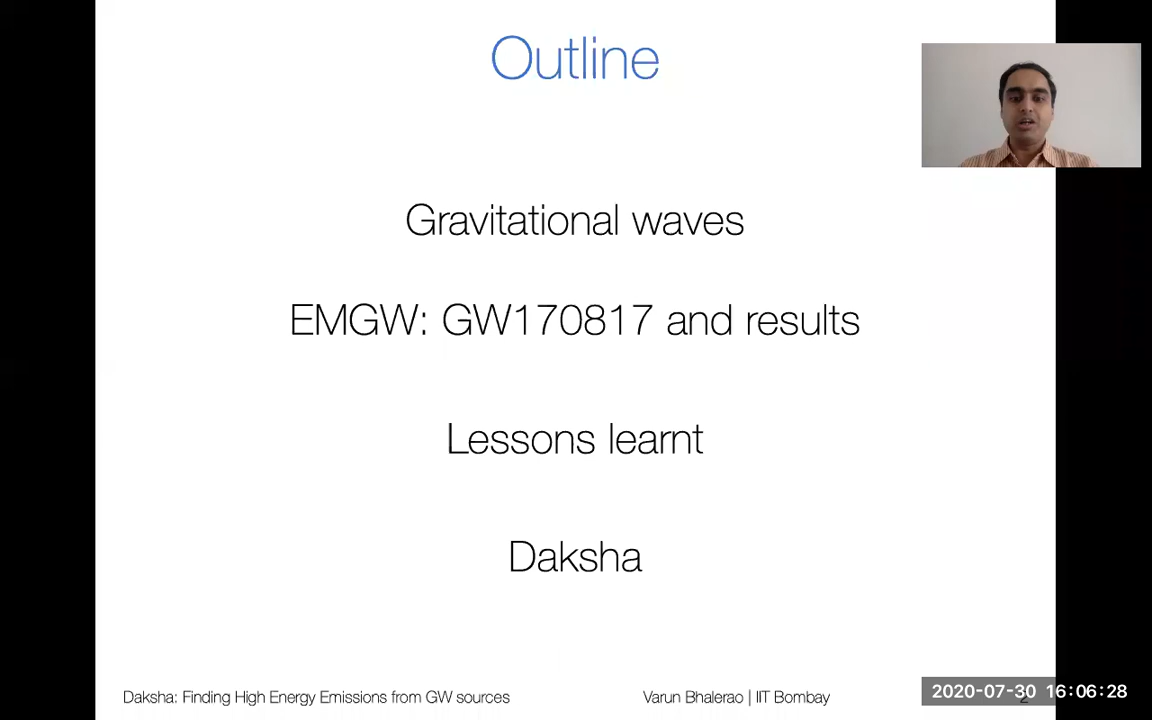 Outline
Gravitational waves
EMGW: GW170817 and results
Lessons learnt
Daksha
Daksha: Finding High Energy Emissions from GW sources
Varun Bhalerao | IIT Bombay
2
2020-07-30 16:06:28